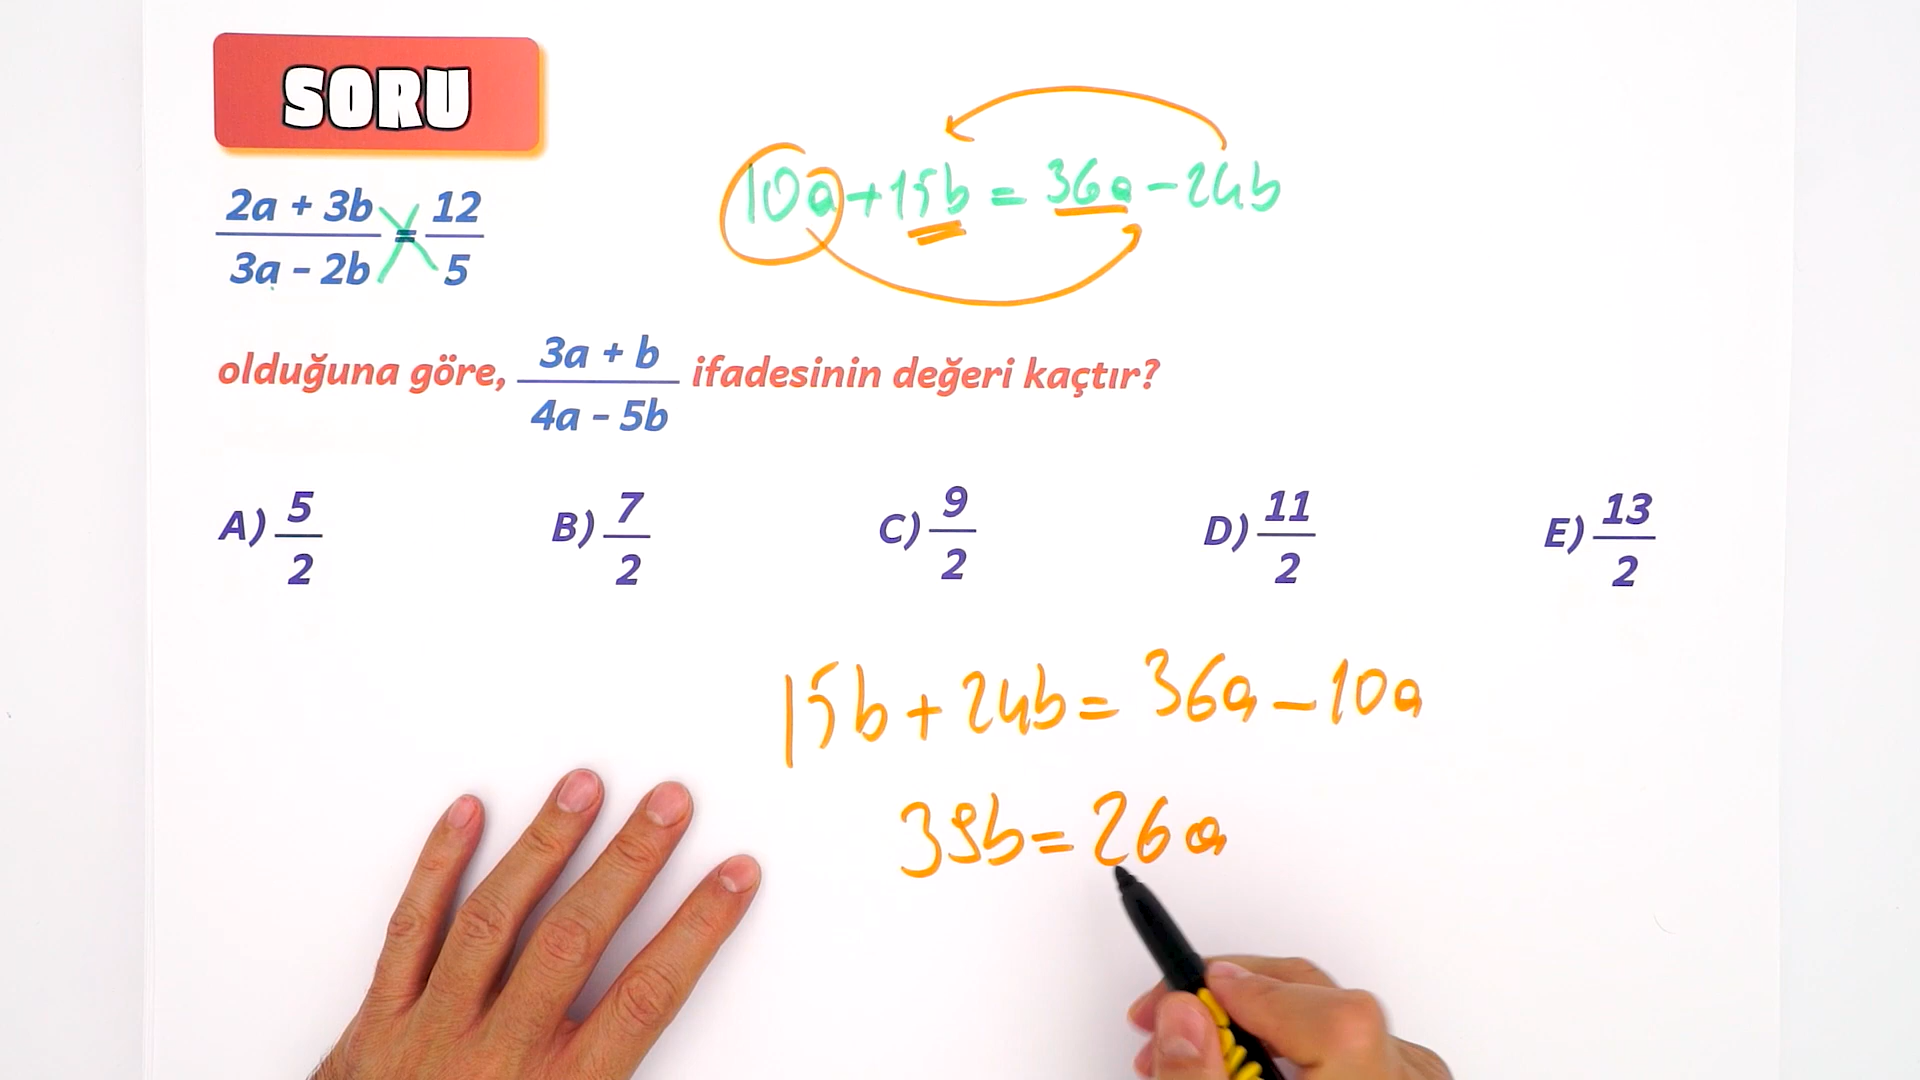 SORU
10a + 15b = 36a - 24b
2a + 3b / 3a - 2b = 12 / 5
olduğuna göre, 3a + b / 4a - 5b ifadesinin değeri kaçtır?
A) 5/2 B) 7/2 C) 9/2 D) 11/2 E) 13/2
15b + 24b = 36a - 10a
39b = 26a